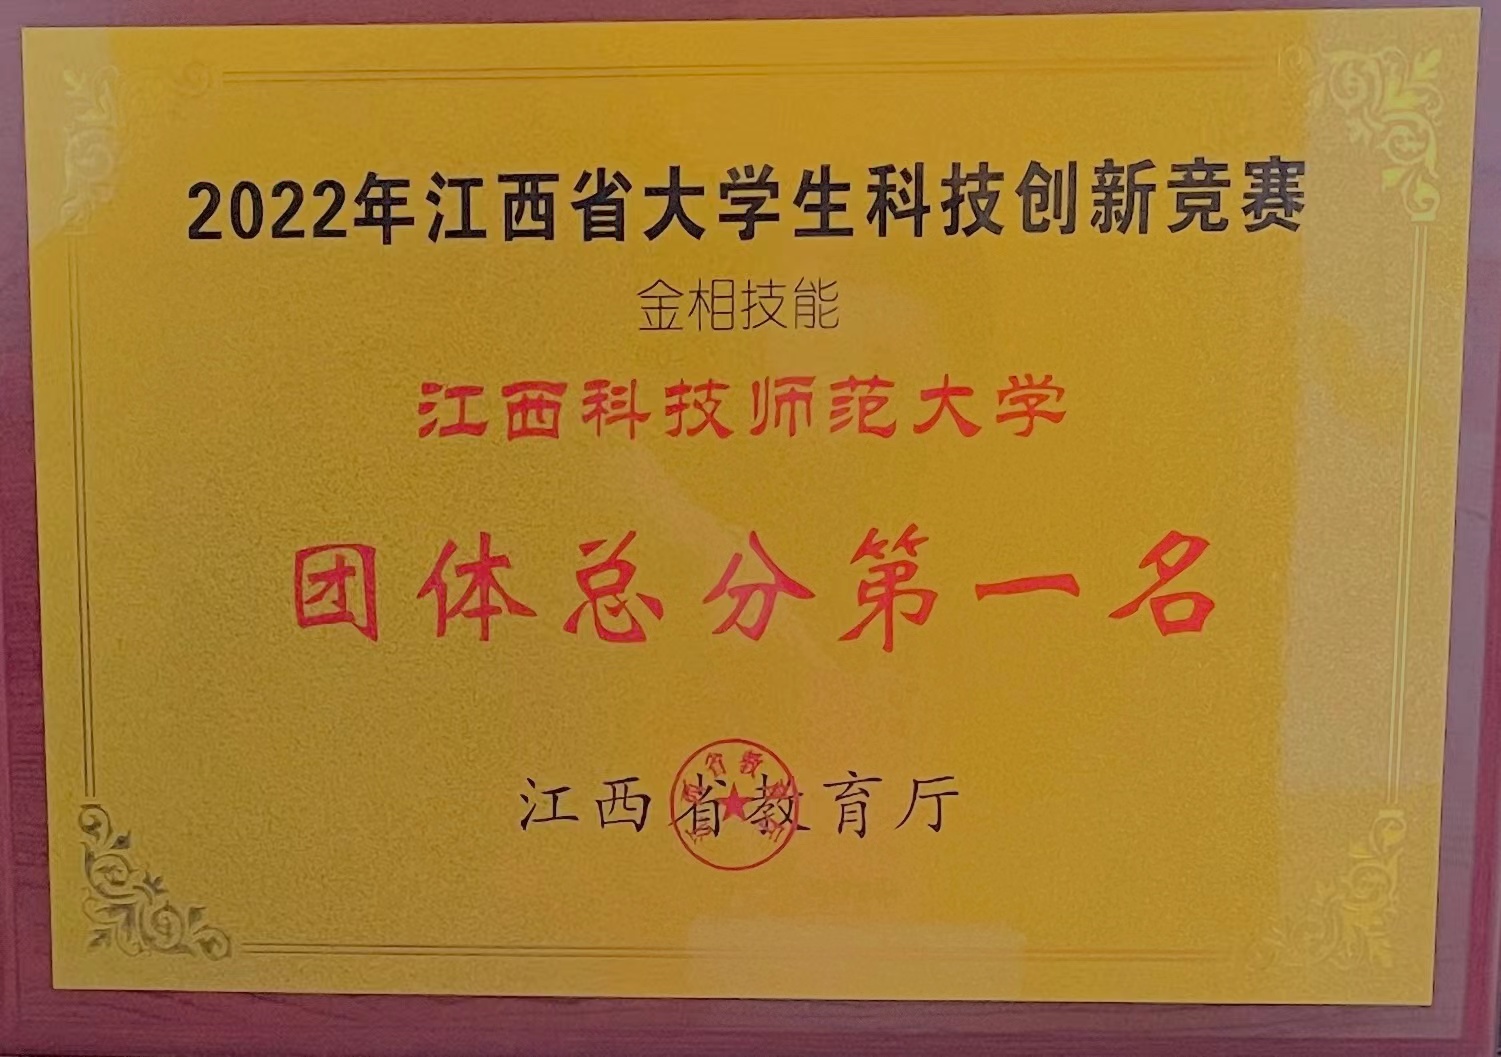 2022年江西省大学生科技创新竞赛
金相技能
江西科技师范大学
团体总分第一名
江西省教育厅